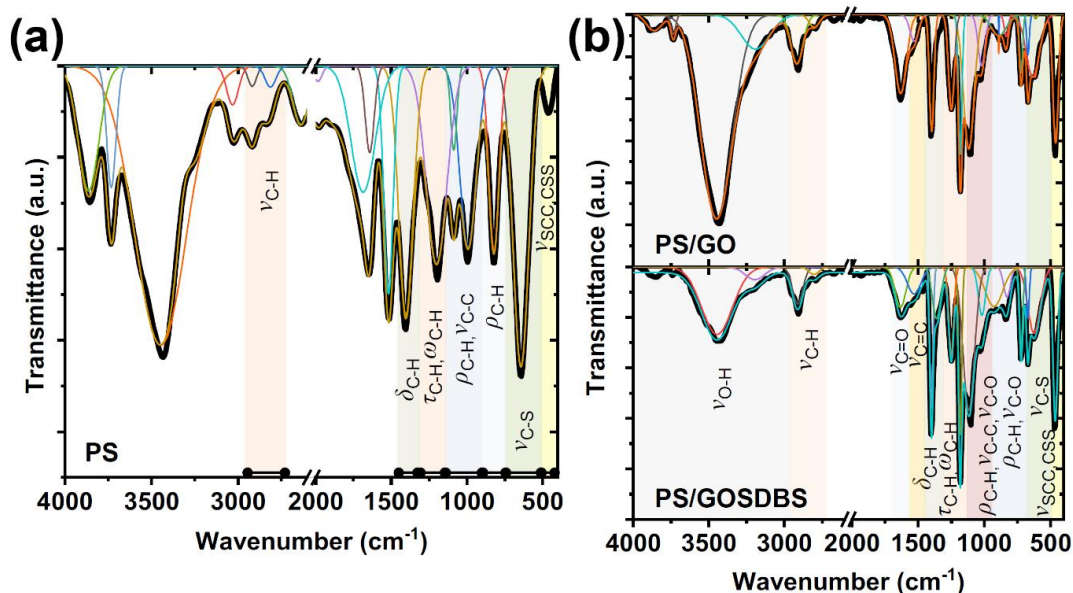 (a)
Transmittance (a.u.)
PS
νC-H
δC-H
τC-H, ωC-H
ρC-H, νC-C
ρC-H
νC-S
νSCC,CSS
4000 3500 3000 1500 1000 500
Wavenumber (cm⁻¹)
(b)
PS/GO
Transmittance (a.u.)
νO-H
νC-H
νC=O
νC=C
δC-H
τC-H, ωC-H
ρC-H, νC-C, νC-O
ρC-H, νC-O
νC-S
νSCC,CSS
PS/GOSDBS
4000 3500 3000 2000 1500 1000 500
Wavenumber (cm⁻¹)